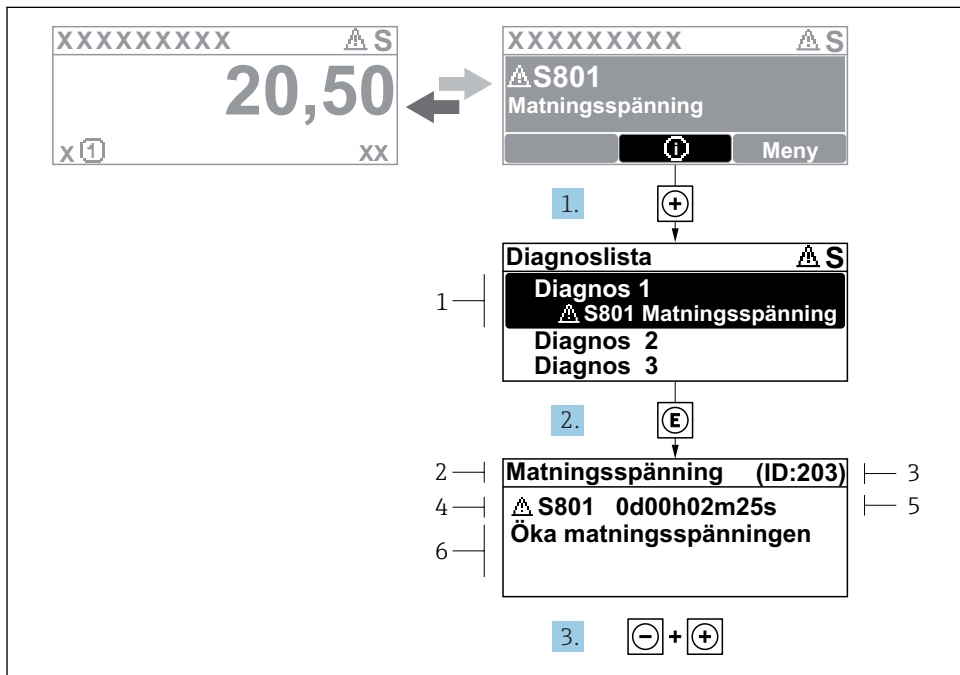 XXXXXXXXX ⚠ S
20,50
x ① xx
XXXXXXXXX ⚠ S
⚠ S801
Matningsspänning
ⓘ Meny
1. ⊕
Diagnoslista ⚠ S
1
Diagnos 1
⚠ S801 Matningsspänning
Diagnos 2
Diagnos 3
2. Ⓔ
2 Matningsspänning (ID:203) 3
4 ⚠ S801 0d00h02m25s 5
6 Öka matningsspänningen
3. ⊖ + ⊕